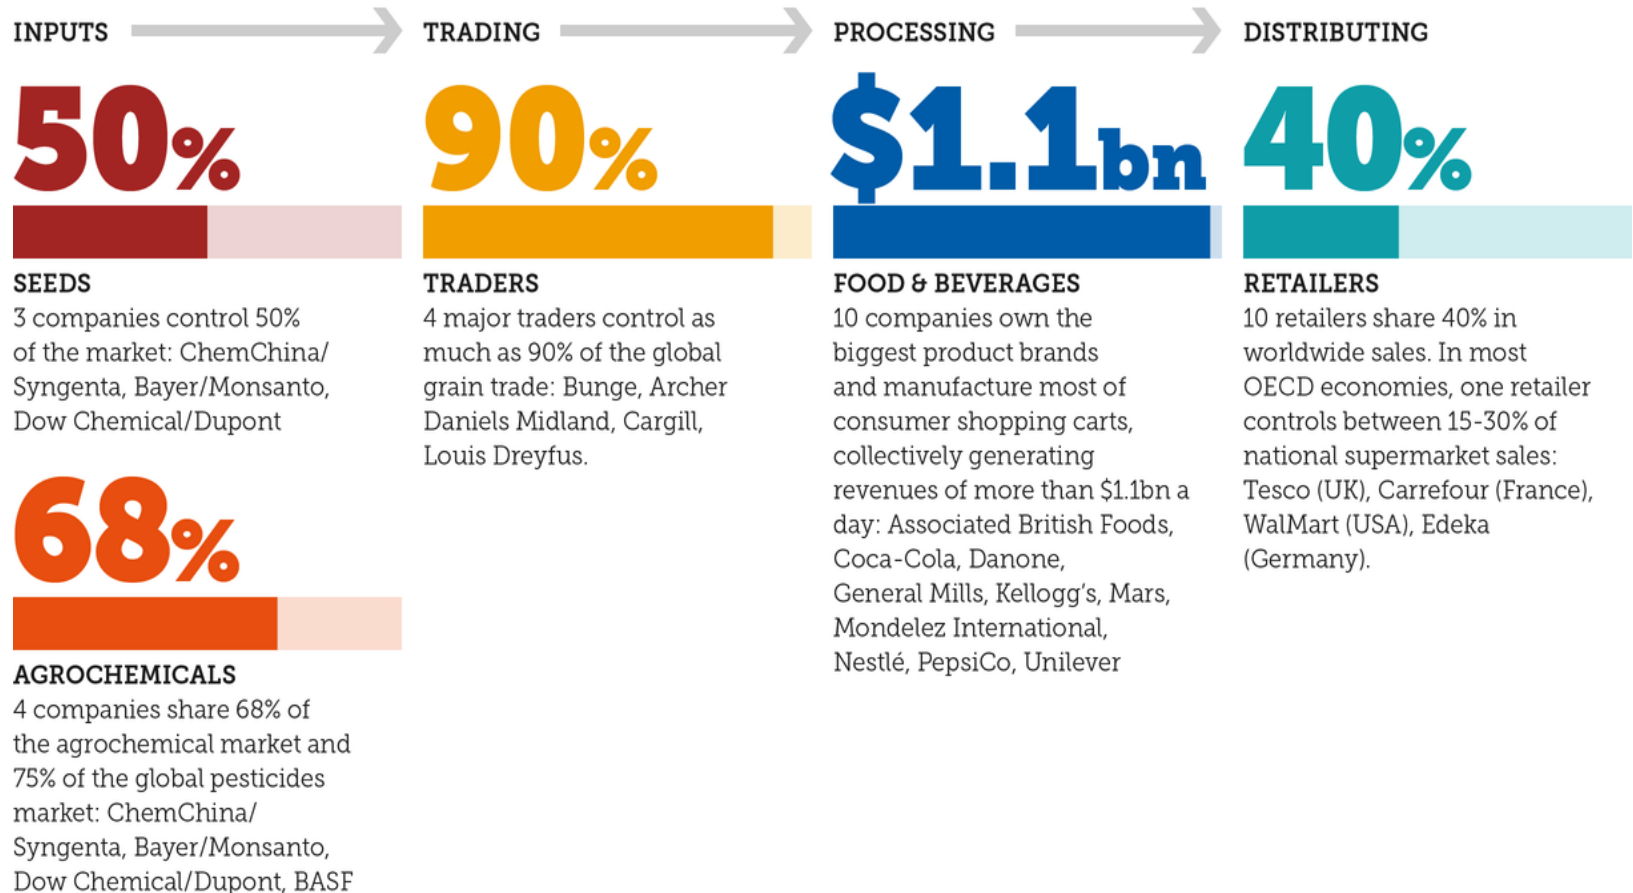 INPUTS
50%
SEEDS
3 companies control 50%
of the market: ChemChina/
Syngenta, Bayer/Monsanto,
Dow Chemical/Dupont
68%
AGROCHEMICALS
4 companies share 68% of
the agrochemical market and
75% of the global pesticides
market: ChemChina/
Syngenta, Bayer/Monsanto,
Dow Chemical/Dupont, BASF
TRADING
90%
TRADERS
4 major traders control as
much as 90% of the global
grain trade: Bunge, Archer
Daniels Midland, Cargill,
Louis Dreyfus.
PROCESSING
$1.1bn
FOOD & BEVERAGES
10 companies own the
biggest product brands
and manufacture most of
consumer shopping carts,
collectively generating
revenues of more than $1.1bn a
day: Associated British Foods,
Coca-Cola, Danone,
General Mills, Kellogg’s, Mars,
Mondelez International,
Nestlé, PepsiCo, Unilever
DISTRIBUTING
40%
RETAILERS
10 retailers share 40% in
worldwide sales. In most
OECD economies, one retailer
controls between 15-30% of
national supermarket sales:
Tesco (UK), Carrefour (France),
WalMart (USA), Edeka
(Germany).